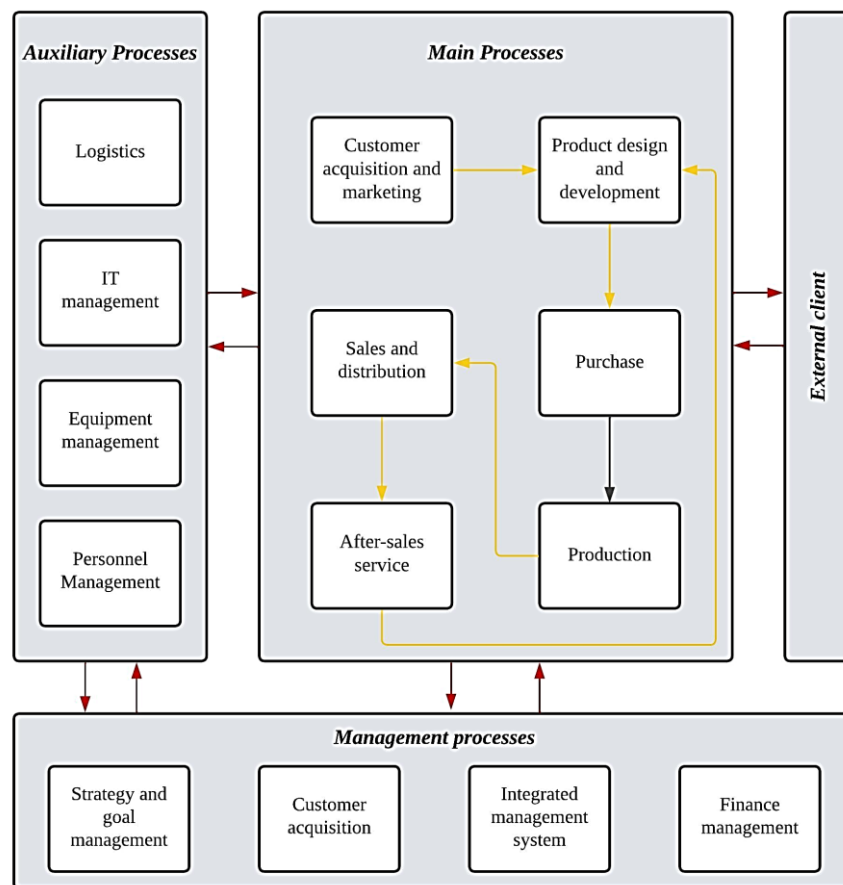 Auxiliary Processes
Logistics
IT
management
Equipment
management
Personnel
Management
Main Processes
Customer
acquisition and
marketing
Product design
and
development
Sales and
distribution
Purchase
After-sales
service
Production
External client
Management processes
Strategy and
goal
management
Customer
acquisition
Integrated
management
system
Finance
management